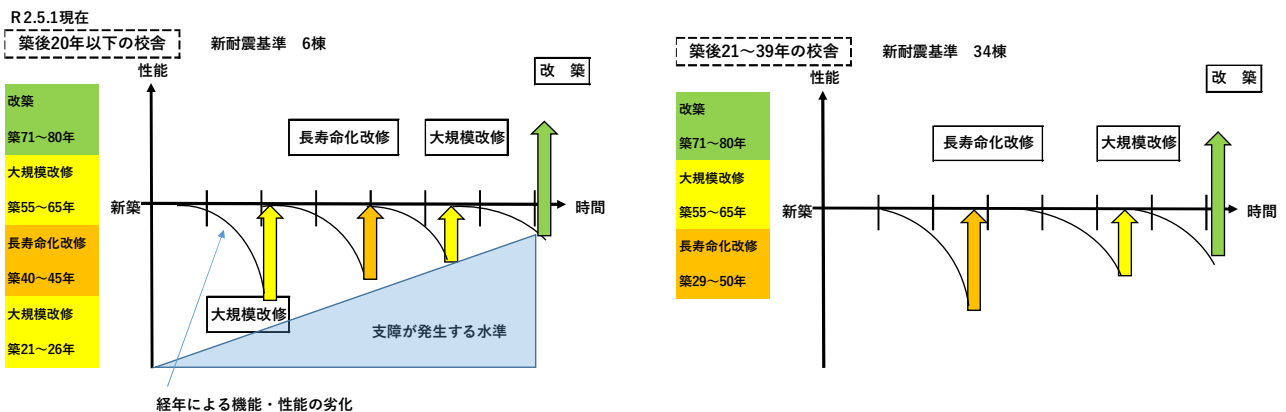 R2.5.1現在
築後20年以下の校舎
新耐震基準 6棟
性能
改 築
改築
築71～80年
大規模改修
築55～65年
長寿命化改修
築40～45年
大規模改修
築21～26年
長寿命化改修
大規模改修
新築
時間
大規模改修
支障が発生する水準
経年による機能・性能の劣化
築後21～39年の校舎
新耐震基準 34棟
性能
改 築
改築
築71～80年
大規模改修
築55～65年
長寿命化改修
築29～50年
長寿命化改修
大規模改修
新築
時間